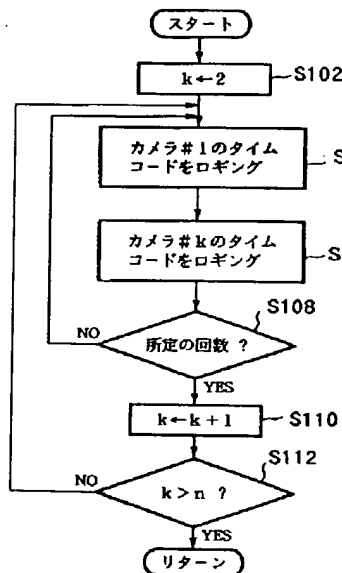 スタート
k←2
S102
カメラ#1のタイム
コードをロギング
S
カメラ#kのタイム
コードをロギング
S
S108
所定の回数 ?
NO
YES
k←k+1
S110
S112
k>n ?
NO
YES
リターン